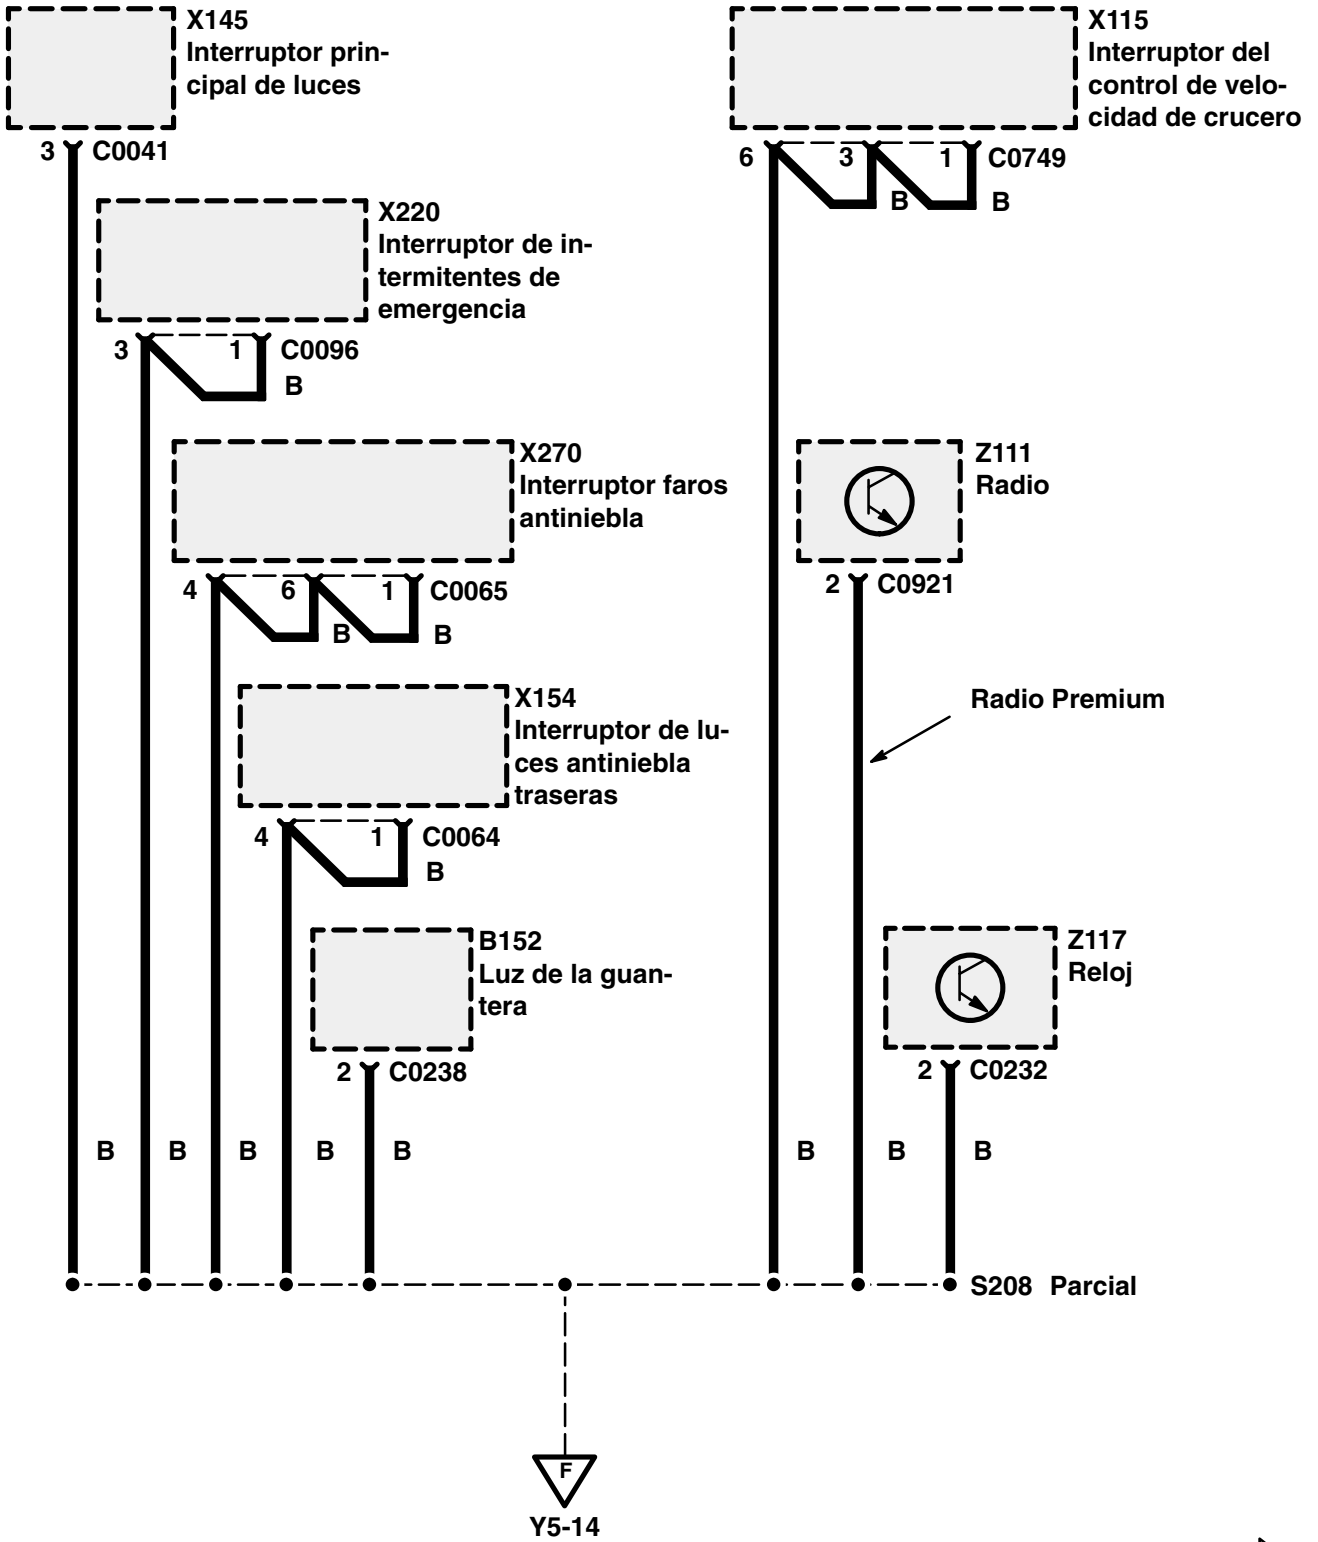 X145
Interruptor prin-
cipal de luces
3 C0041
X220
Interruptor de in-
termitentes de
emergencia
3 1 C0096
B
X270
Interruptor faros
antiniebla
4 6 1 C0065
B B
X154
Interruptor de lu-
ces antiniebla
traseras
4 1 C0064
B
B152
Luz de la guan-
tera
2 C0238
X115
Interruptor del
control de velo-
cidad de crucero
6 3 1 C0749
B B
Z111
Radio
2 C0921
Radio Premium
Z117
Reloj
2 C0232
B B B B B B B B
S208 Parcial
F
Y5-14